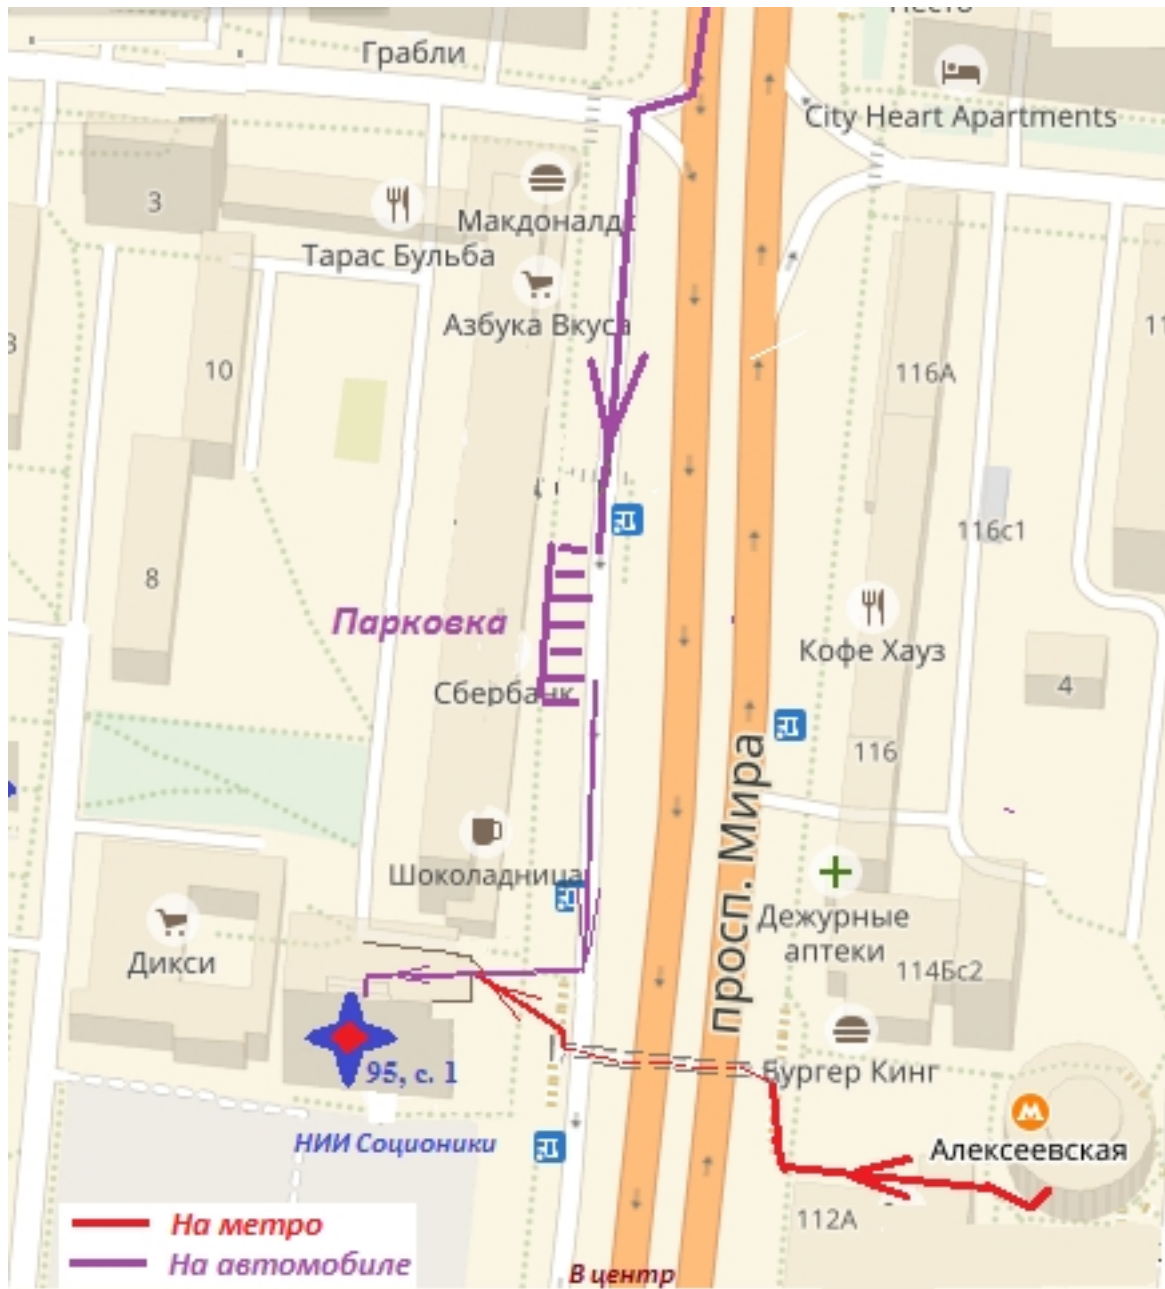 Грабли
City Heart Apartments
3
Макдоналдс
Тарас Бульба
Азбука Вкуса
10
116А
116с1
8
Парковка
Кофе Хауз
Сбербанк
4
116
просп. Мира
Шоколадница
Дежурные
аптеки
Дикси
114Бс2
Бургер Кинг
95, с. 1
Алексеевская
НИИ Соционики
112А
На метро
На автомобиле
В центр